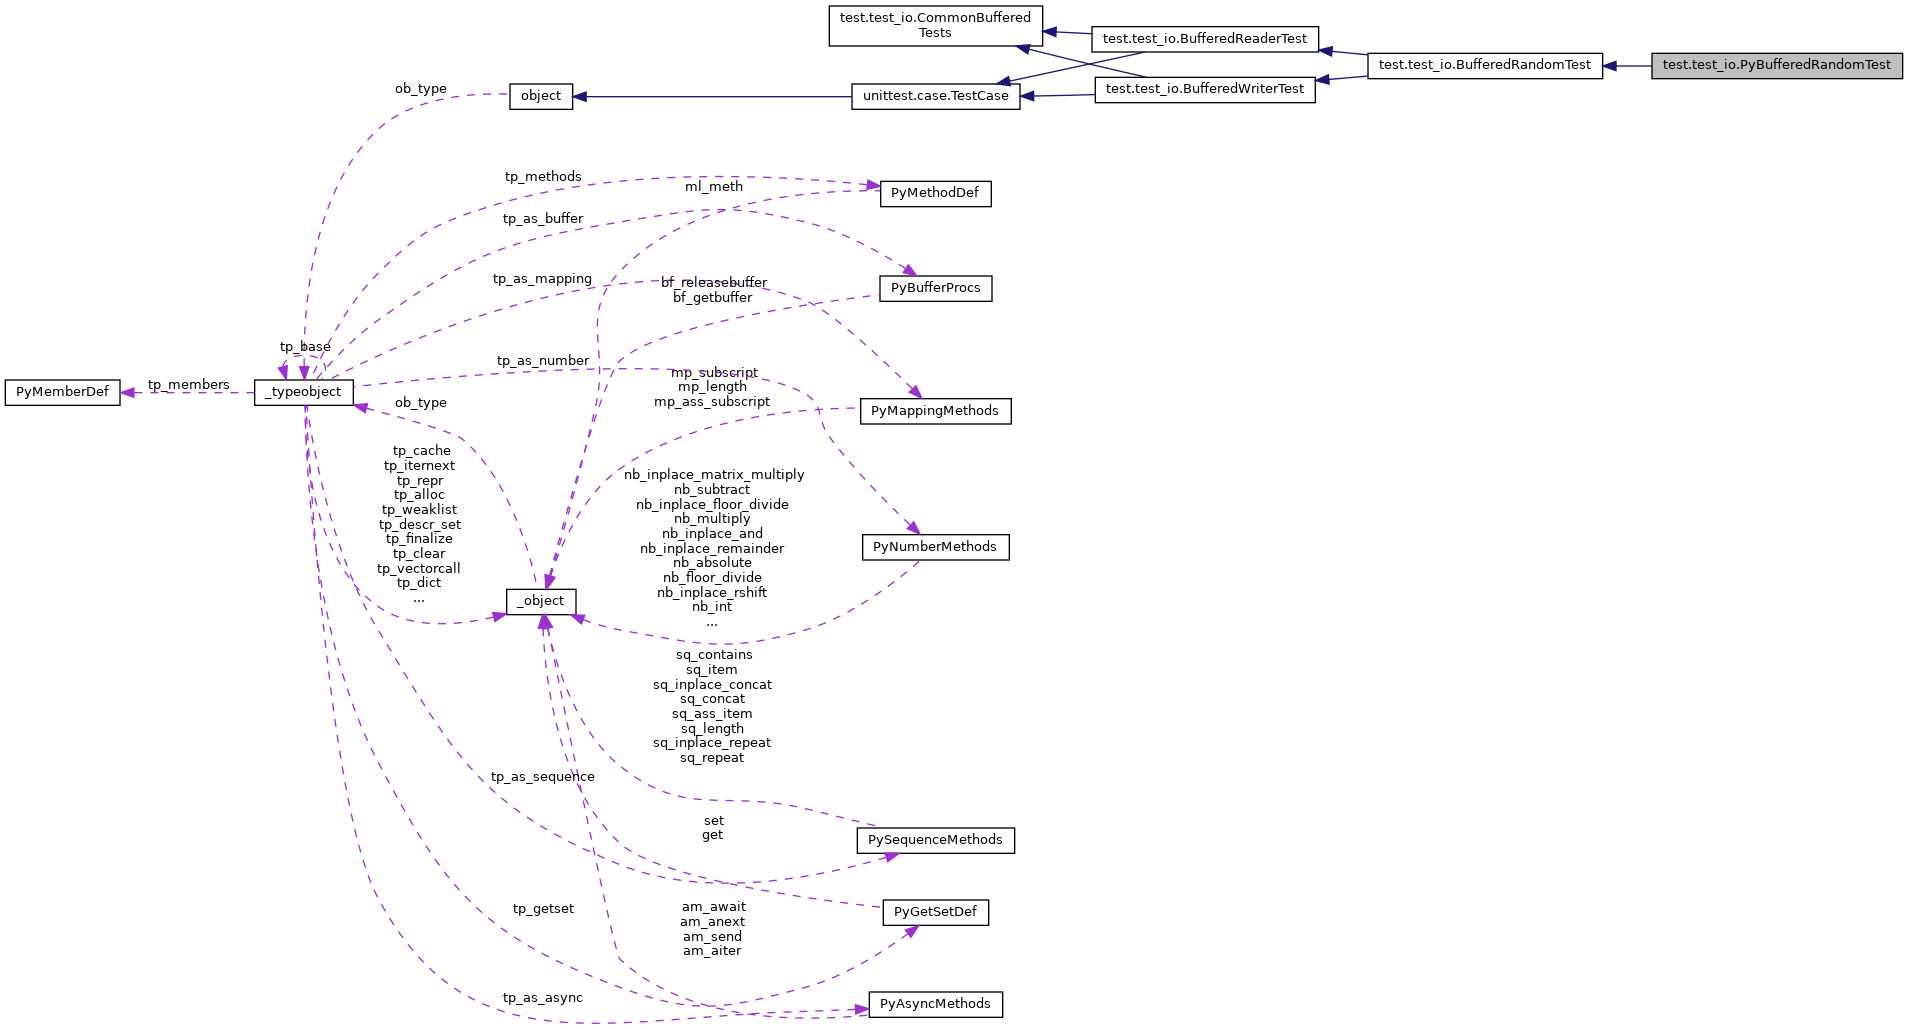 test.test_io.CommonBuffered
Tests
test.test_io.BufferedReaderTest
test.test_io.BufferedRandomTest
test.test_io.PyBufferedRandomTest
ob_type
object
unittest.case.TestCase
test.test_io.BufferedWriterTest
tp_methods
ml_meth
PyMethodDef
tp_as_buffer
tp_as_mapping
bf_releasebuffer
bf_getbuffer
PyBufferProcs
tp_base
tp_as_number
mp_subscript
mp_length
mp_ass_subscript
PyMemberDef
tp_members
_typeobject
ob_type
PyMappingMethods
tp_cache
tp_iternext
tp_repr
tp_alloc
tp_weaklist
tp_descr_set
tp_finalize
tp_clear
tp_vectorcall
tp_dict
...
nb_inplace_matrix_multiply
nb_subtract
nb_inplace_floor_divide
nb_multiply
nb_inplace_and
nb_inplace_remainder
nb_absolute
nb_floor_divide
nb_inplace_rshift
nb_int
...
PyNumberMethods
_object
sq_contains
sq_item
sq_inplace_concat
sq_concat
sq_ass_item
sq_length
sq_inplace_repeat
sq_repeat
tp_as_sequence
set
get
PySequenceMethods
tp_getset
am_await
am_anext
am_send
am_aiter
PyGetSetDef
tp_as_async
PyAsyncMethods